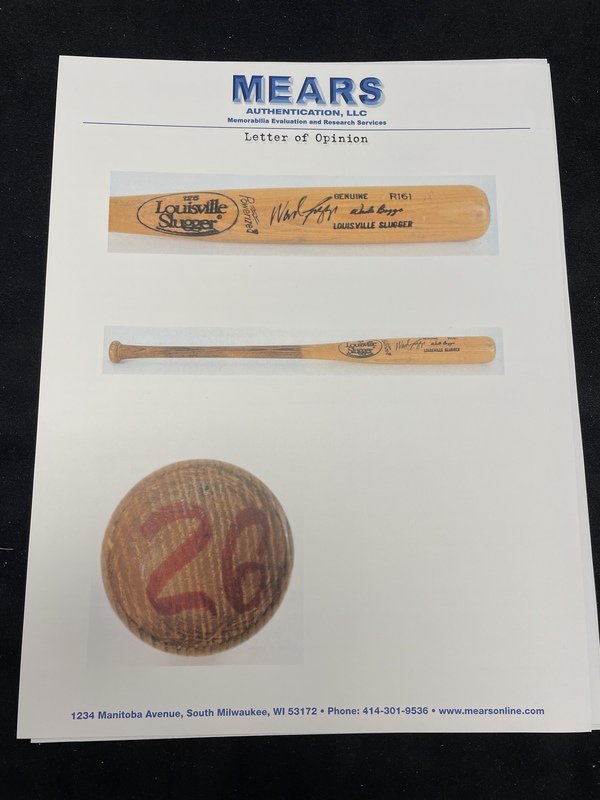 MEARS
AUTHENTICATION, LLC
Memorabilia Evaluation and Research Services
Letter of Opinion
125
Louisville
Slugger®
Powerized
GENUINE R161
Wade Boggs
LOUISVILLE SLUGGER
Louisville
Slugger
Wade Boggs
LOUISVILLE SLUGGER
26
1234 Manitoba Avenue, South Milwaukee, WI 53172 • Phone: 414-301-9536 • www.mearsonline.com